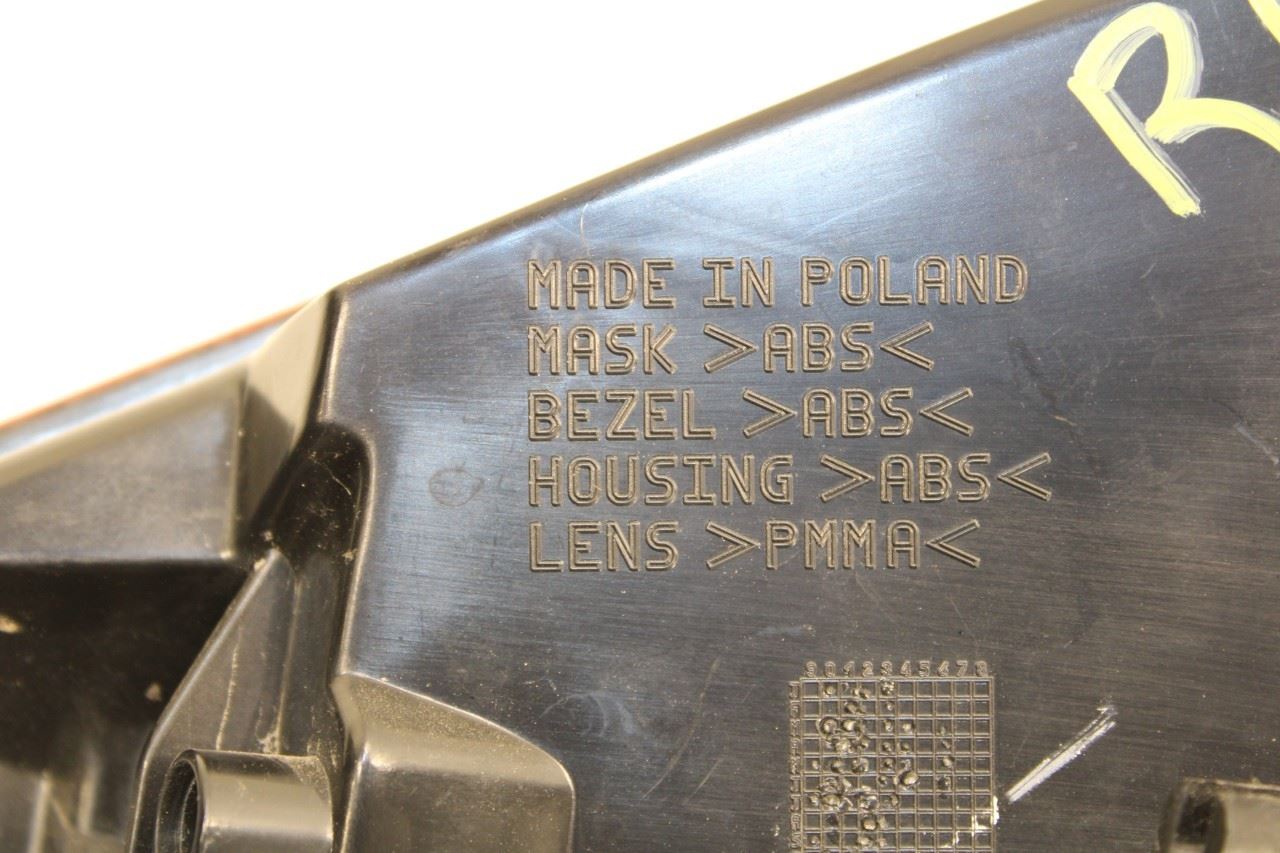 R
MADE IN POLAND
MASK >ABS<
BEZEL >ABS<
HOUSING >ABS<
LENS >PMMA<